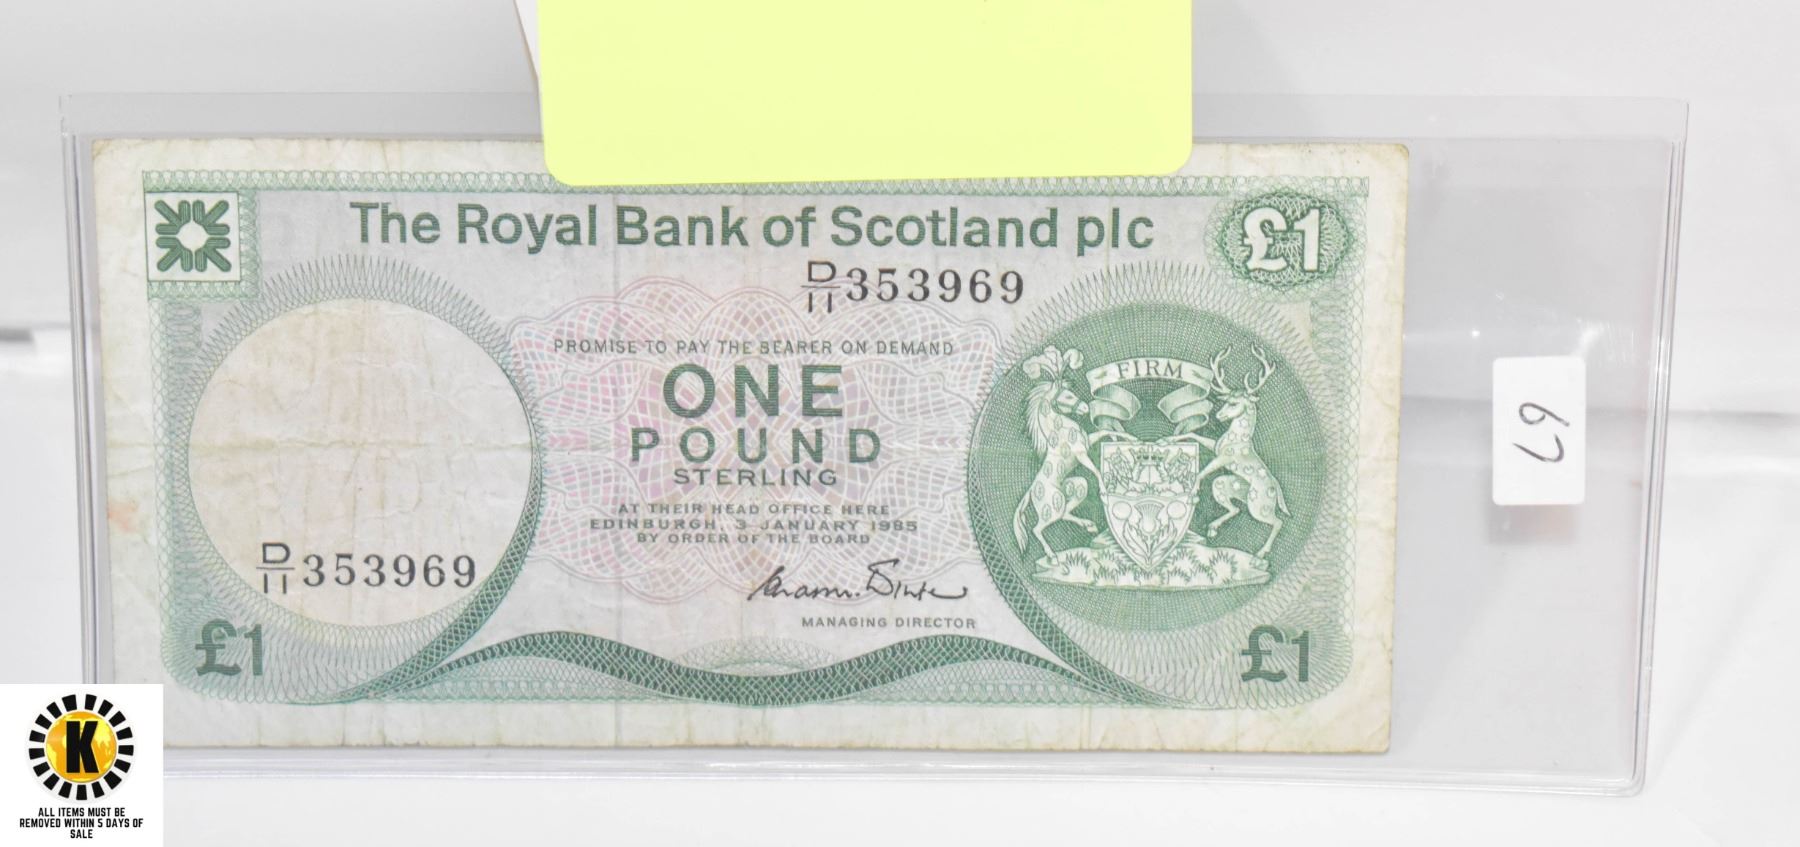 The Royal Bank of Scotland plc
£1
D/11 353969
FIRM
PROMISE TO PAY THE BEARER ON DEMAND
ONE
POUND
STERLING
AT THEIR HEAD OFFICE HERE
EDINBURGH, 3 JANUARY 1985
BY ORDER OF THE BOARD
D/11 353969
MANAGING DIRECTOR
£1
£1
67
K
ALL ITEMS MUST BE
REMOVED WITHIN 5 DAYS OF
SALE